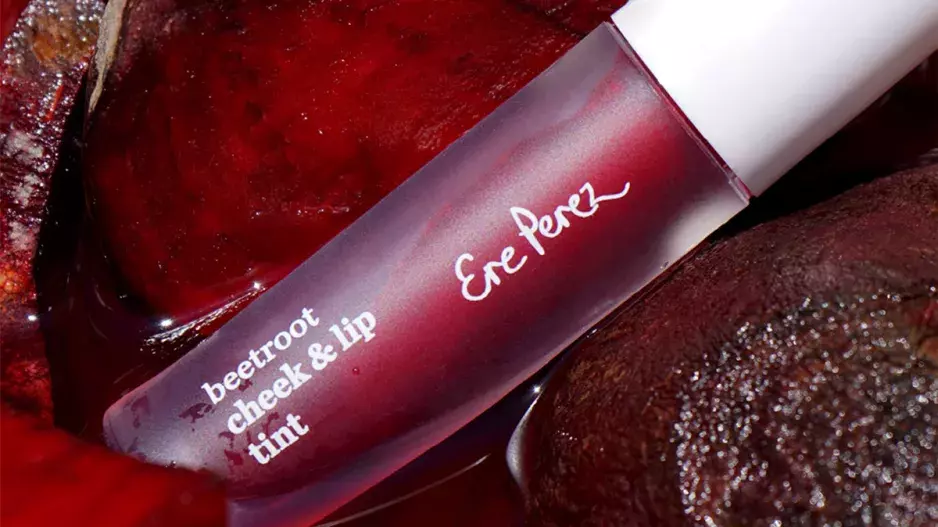 Ere Perez
beetroot
cheek & lip
tint